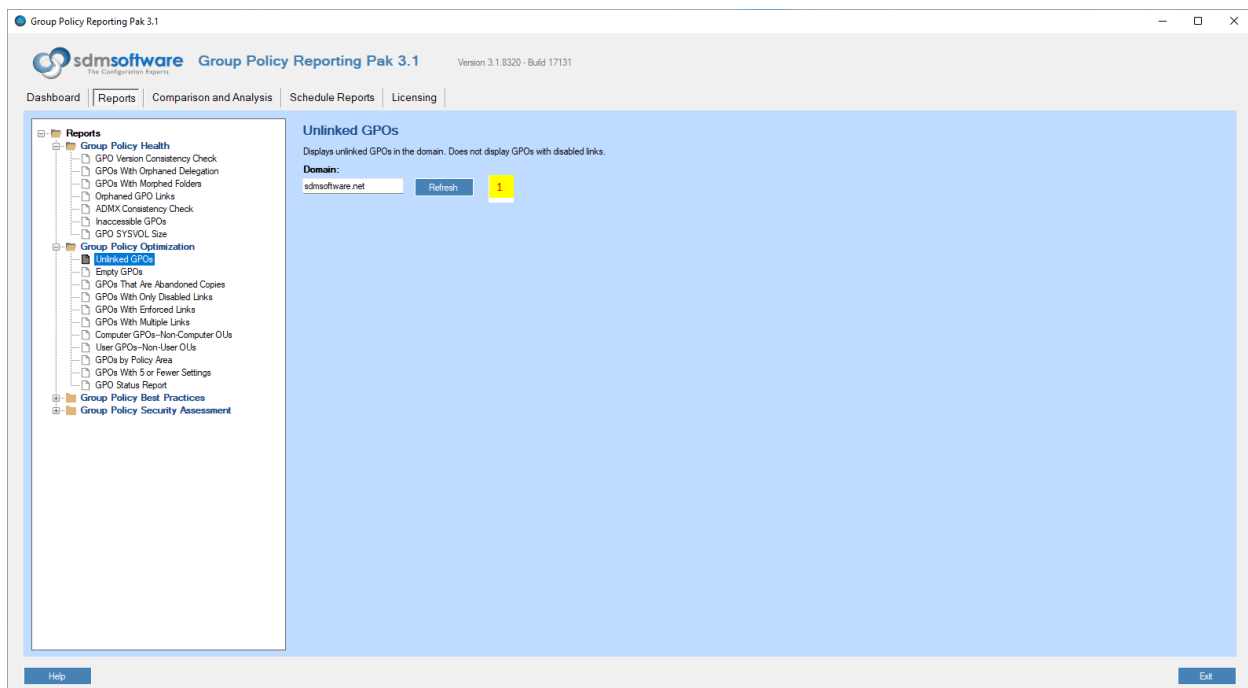 Group Policy Reporting Pak 3.1
sdmsoftware
The Configuration Experts
Group Policy Reporting Pak 3.1
Version 3.1.8320 - Build 17131
Dashboard Reports Comparison and Analysis Schedule Reports Licensing
Reports
Group Policy Health
GPO Version Consistency Check
GPOs With Orphaned Delegation
GPOs With Morphed Folders
Orphaned GPO Links
ADMX Consistency Check
Inaccessible GPOs
GPO SYSVOL Size
Group Policy Optimization
Unlinked GPOs
Empty GPOs
GPOs That Are Abandoned Copies
GPOs With Only Disabled Links
GPOs With Enforced Links
GPOs With Multiple Links
Computer GPOs--Non-Computer OUs
User GPOs--Non-User OUs
GPOs by Policy Area
GPOs With 5 or Fewer Settings
GPO Status Report
Group Policy Best Practices
Group Policy Security Assessment
Unlinked GPOs
Displays unlinked GPOs in the domain. Does not display GPOs with disabled links.
Domain:
sdmsoftware.net Refresh 1
Help Exit